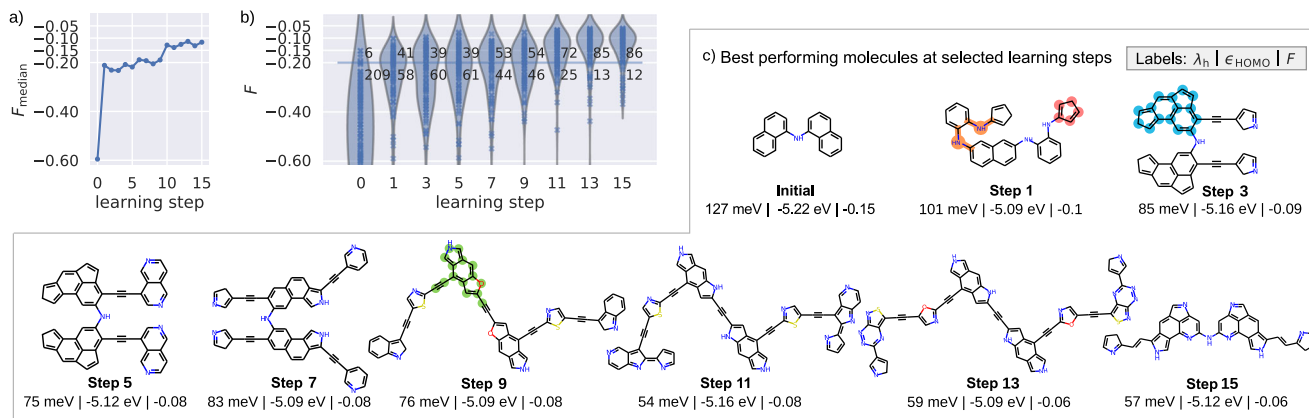 a)
−0.05
−0.10
−0.15
−0.20
−0.40
−0.60
F_median
0 5 10 15
learning step
b)
−0.05
−0.10
−0.15
−0.20
−0.40
−0.60
F
6 41 39 39 53 54 72 85 86
209 58 60 61 44 46 25 13 12
0 1 3 5 7 9 11 13 15
learning step
c) Best performing molecules at selected learning steps
Labels: λ_h | ϵ_HOMO | F
Initial
127 meV | -5.22 eV | -0.15
Step 1
101 meV | -5.09 eV | -0.1
Step 3
85 meV | -5.16 eV | -0.09
Step 5
75 meV | -5.12 eV | -0.08
Step 7
83 meV | -5.09 eV | -0.08
Step 9
76 meV | -5.09 eV | -0.08
Step 11
54 meV | -5.16 eV | -0.08
Step 13
59 meV | -5.09 eV | -0.06
Step 15
57 meV | -5.12 eV | -0.06